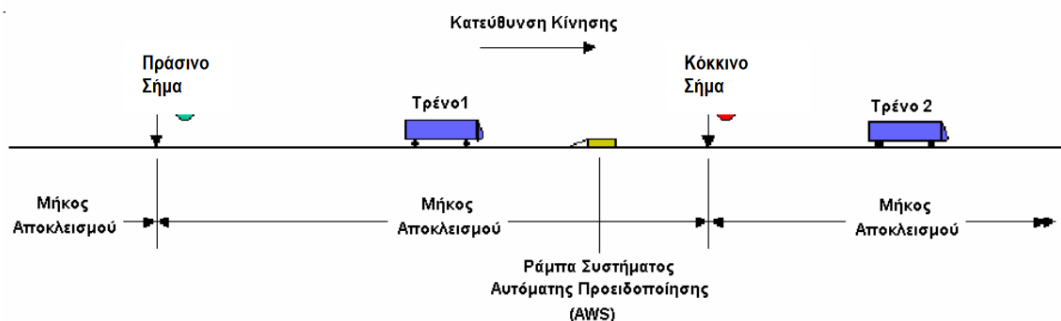 Κατεύθυνση Κίνησης
Πράσινο
Σήμα
Κόκκινο
Σήμα
Τρένο1
Τρένο 2
Μήκος
Αποκλεισμού
Μήκος
Αποκλεισμού
Μήκος
Αποκλεισμού
Ράμπα Συστήματος
Αυτόματης Προειδοποίησης
(AWS)